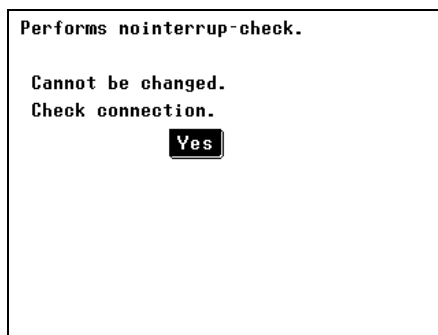 Performs nointerrup-check.
Cannot be changed.
Check connection.
Yes